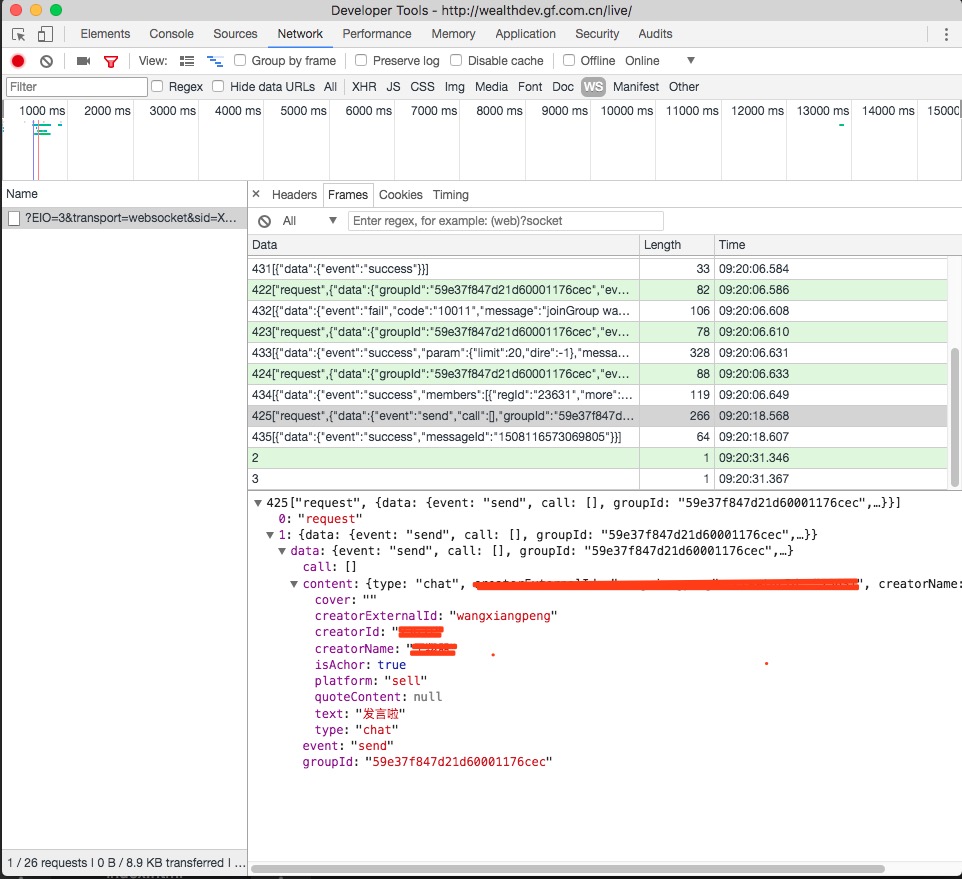 Developer Tools - http://wealthdev.gf.com.cn/live/
Elements Console Sources Network Performance Memory Application Security Audits
View: Group by frame Preserve log Disable cache Offline Online
Filter Regex Hide data URLs All XHR JS CSS Img Media Font Doc WS Manifest Other
1000 ms 2000 ms 3000 ms 4000 ms 5000 ms 6000 ms 7000 ms 8000 ms 9000 ms 10000 ms 11000 ms 12000 ms 13000 ms 14000 ms
Name
?EIO=3&transport=websocket&sid=X...
× Headers Frames Cookies Timing
All Enter regex, for example: (web)?socket
Data Length Time
431[{"data":{"event":"success"}}] 33 09:20:06.584
422["request",{"data":{"groupId":"59e37f847d21d60001176cec","ev... 82 09:20:06.586
432[{"data":{"event":"fail","code":"10011","message":"joinGroup wa... 106 09:20:06.608
423["request",{"data":{"groupId":"59e37f847d21d60001176cec","ev... 78 09:20:06.610
433[{"data":{"event":"success","param":{"limit":20,"dire":-1},"messa... 328 09:20:06.631
424["request",{"data":{"groupId":"59e37f847d21d60001176cec","ev... 88 09:20:06.633
434[{"data":{"event":"success","members":[{"regId":"23631","more":... 119 09:20:06.649
425["request",{"data":{"event":"send","call":[],"groupId":"59e37f847d... 266 09:20:18.568
435[{"data":{"event":"success","messageId":"1508116573069805"}}] 64 09:20:18.607
2 1 09:20:31.346
3 1 09:20:31.367
425["request", {data: {event: "send", call: [], groupId: "59e37f847d21d60001176cec",…}}]
0: "request"
1: {data: {event: "send", call: [], groupId: "59e37f847d21d60001176cec",…}}
data: {event: "send", call: [], groupId: "59e37f847d21d60001176cec",…}
call: []
content: {type: "chat", ", creatorName:
cover: ""
creatorExternalId: "wangxiangpeng"
creatorId: "
creatorName: "
isAchor: true
platform: "sell"
quoteContent: null
text: "发言啦"
type: "chat"
event: "send"
groupId: "59e37f847d21d60001176cec"
1 / 26 requests | 0 B / 8.9 KB transferred | ...